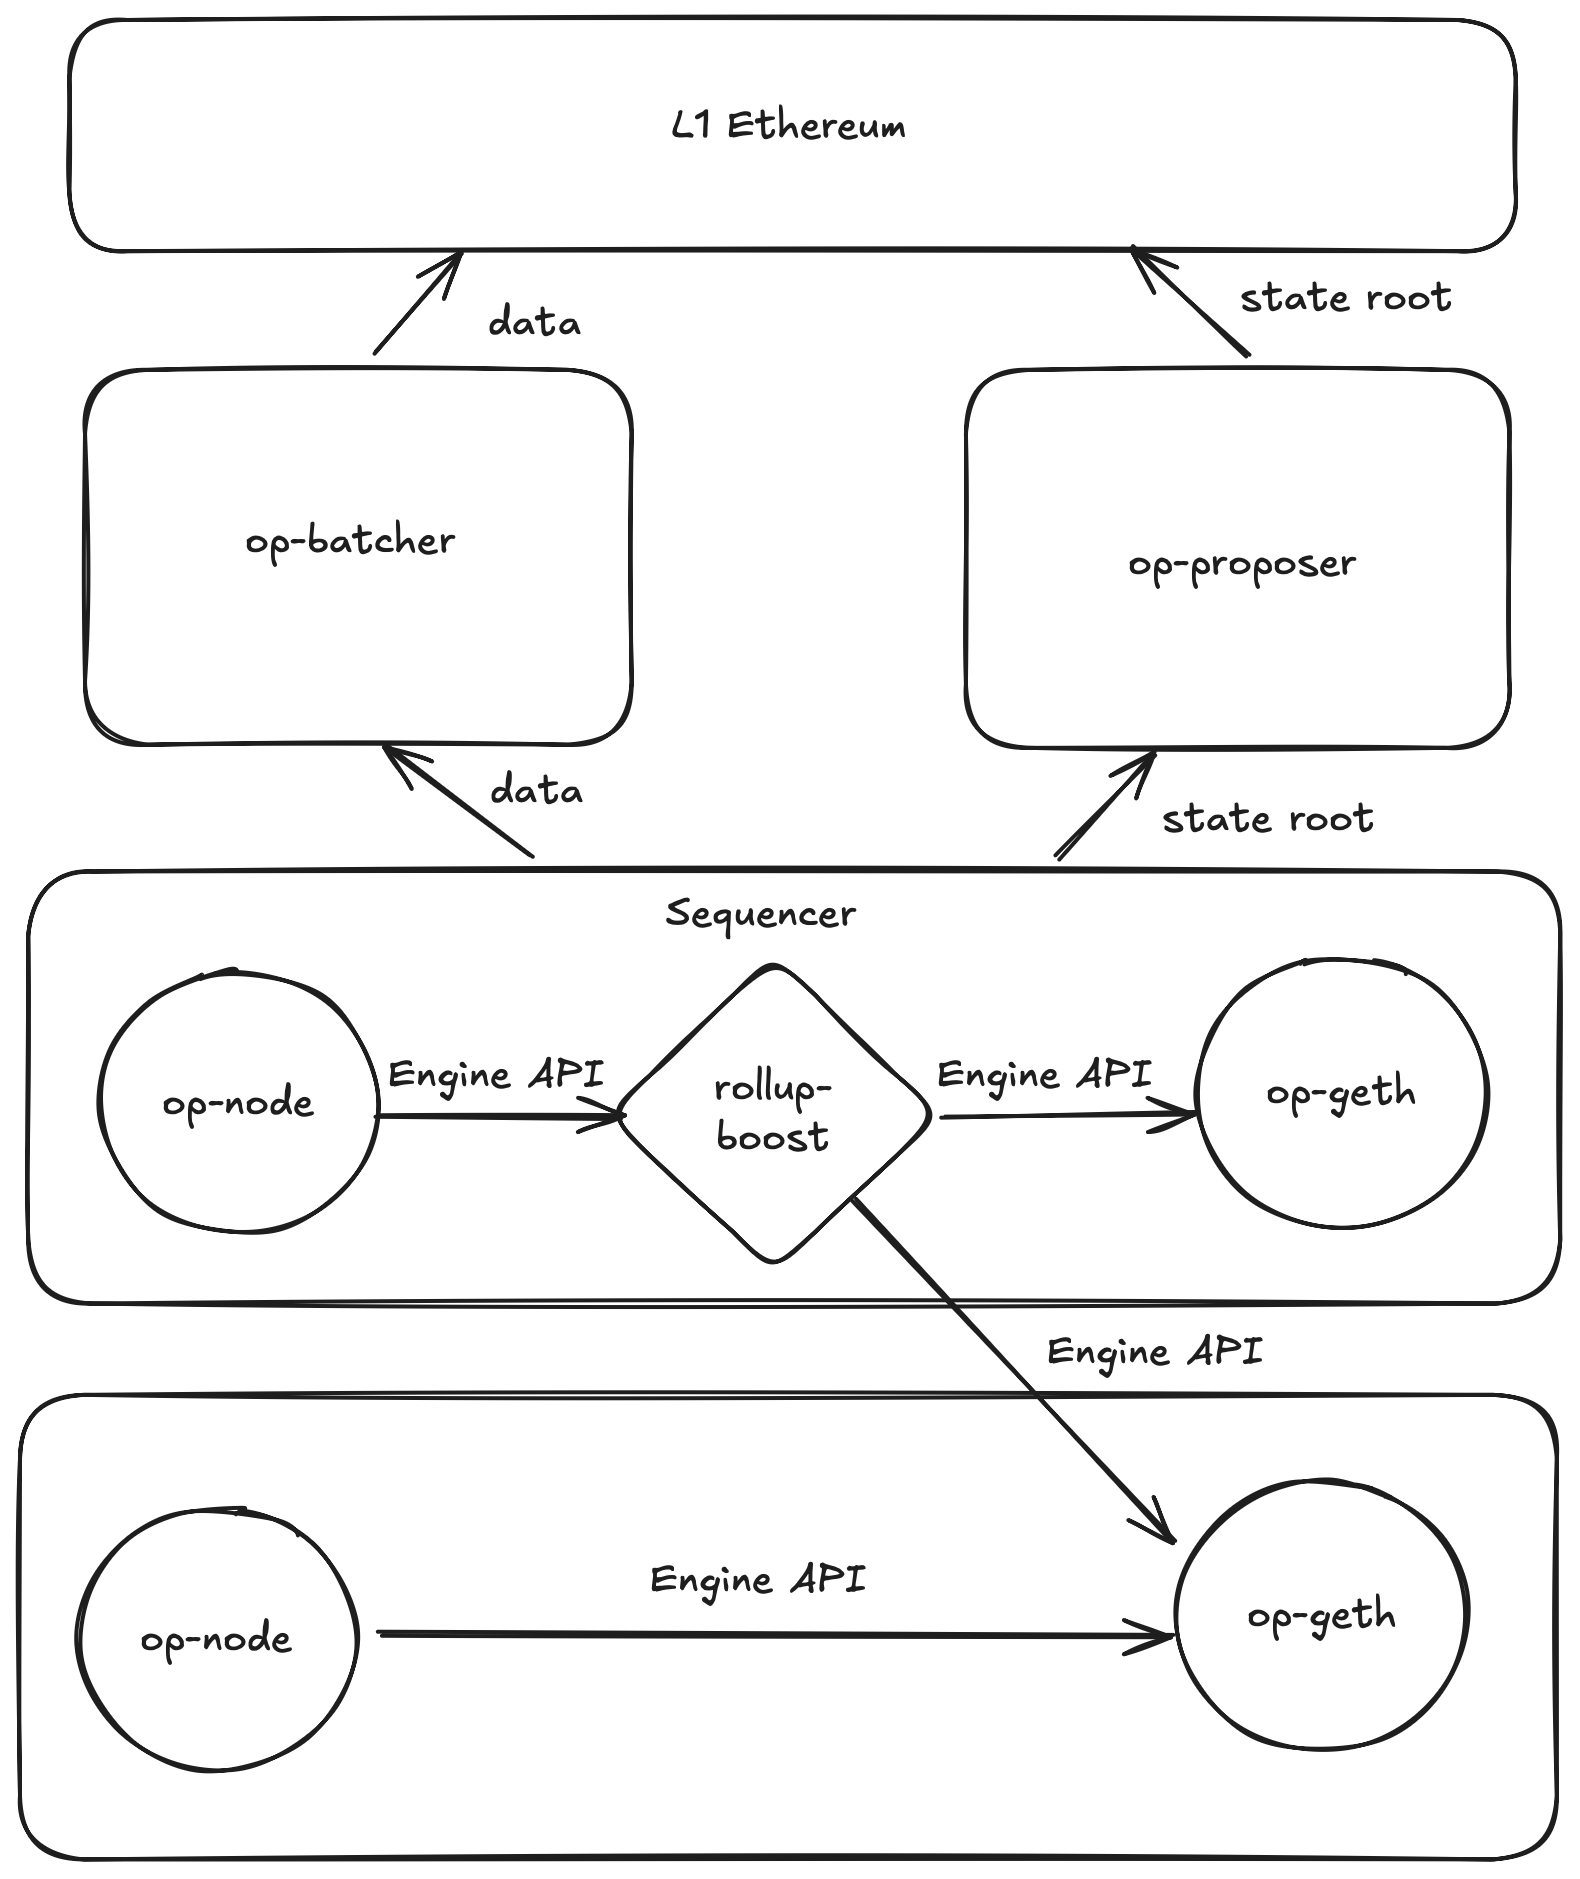 L1 Ethereum
data
state root
op-batcher
op-proposer
data
state root
Sequencer
op-node
Engine API
rollup-
boost
Engine API
op-geth
Engine API
op-node
Engine API
op-geth